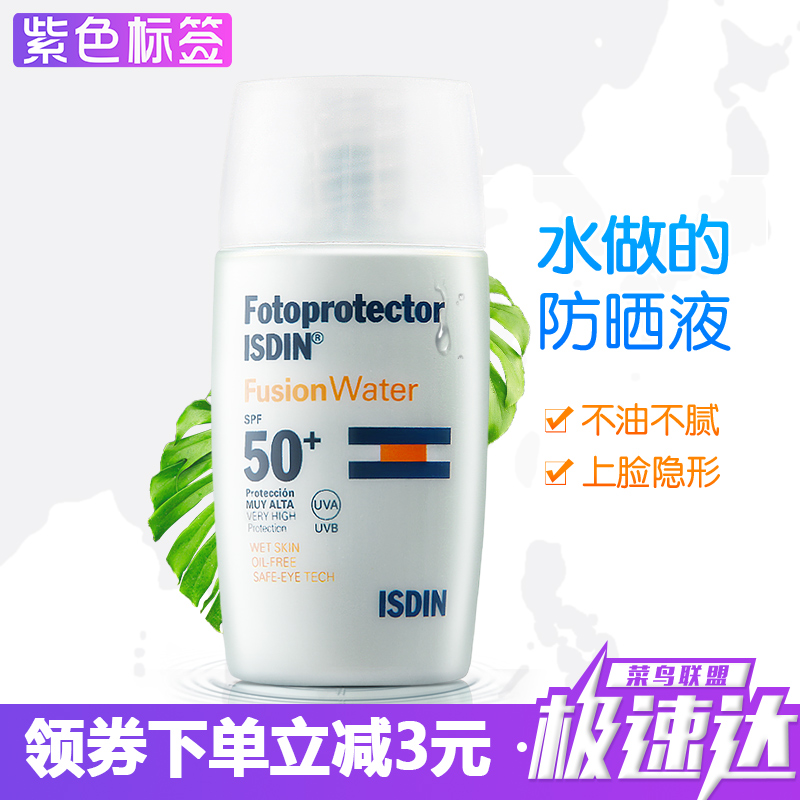 紫色标签
水做的
防晒液
不油不腻
上脸隐形
Fotoprotector
ISDIN®
FusionWater
SPF
50+
Protección
MUY ALTA
VERY HIGH
Protection
UVA
UVB
WET SKIN
OIL-FREE
SAFE-EYE TECH
ISDIN
菜鸟联盟
领券下单立减3元·极速达